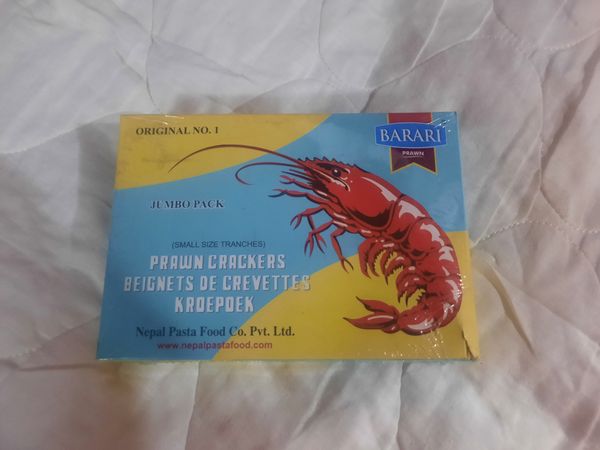 ORIGINAL NO. 1
BARARI
PRAWN
JUMBO PACK
(SMALL SIZE TRANCHES)
PRAWN CRACKERS
BEIGNETS DE CREVETTES
KROEPOEK
Nepal Pasta Food Co. Pvt. Ltd.
www.nepalpastafood.com